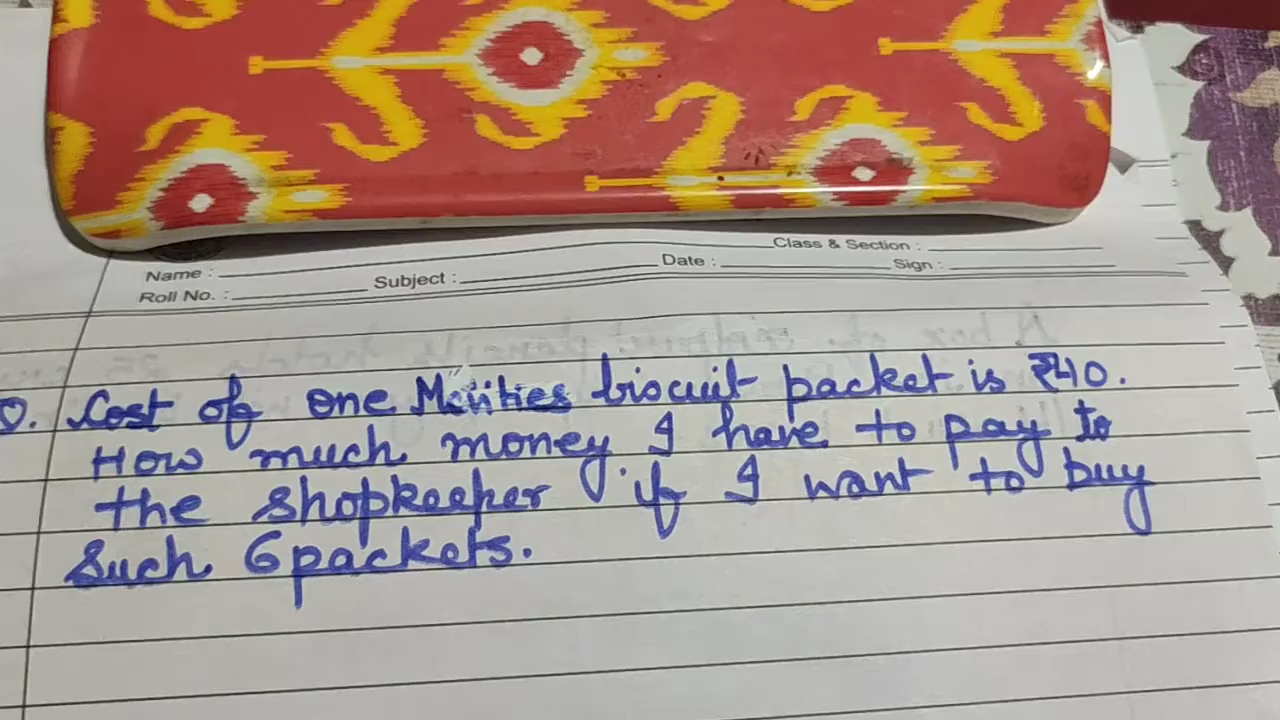 Class & Section :
Name :
Subject :
Date :
Sign :
Roll No. :
Q. Cost of one biscuit packet is ₹40.
How much money I have to pay to
the shopkeeper if I want to buy
Such 6 packets.